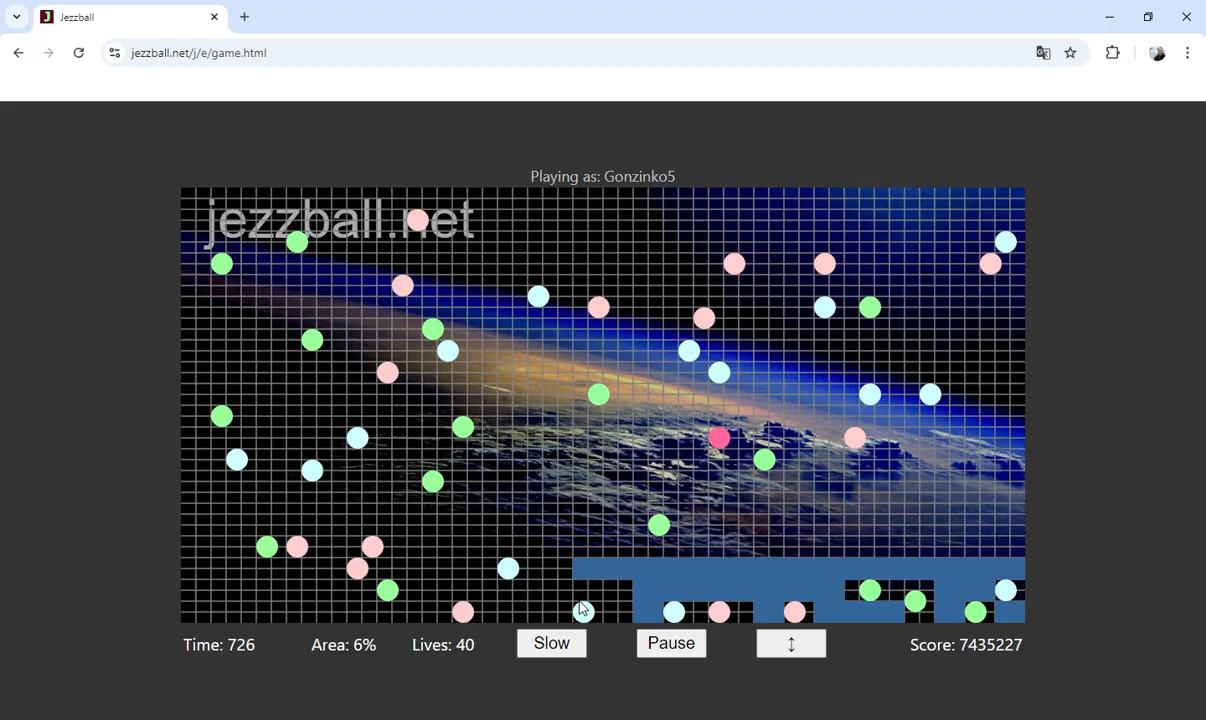 Jezzball
jezzball.net/j/e/game.html
Playing as: Gonzinko5
jezzball.net
Time: 726 Area: 6% Lives: 40 Slow Pause ↕ Score: 7435227